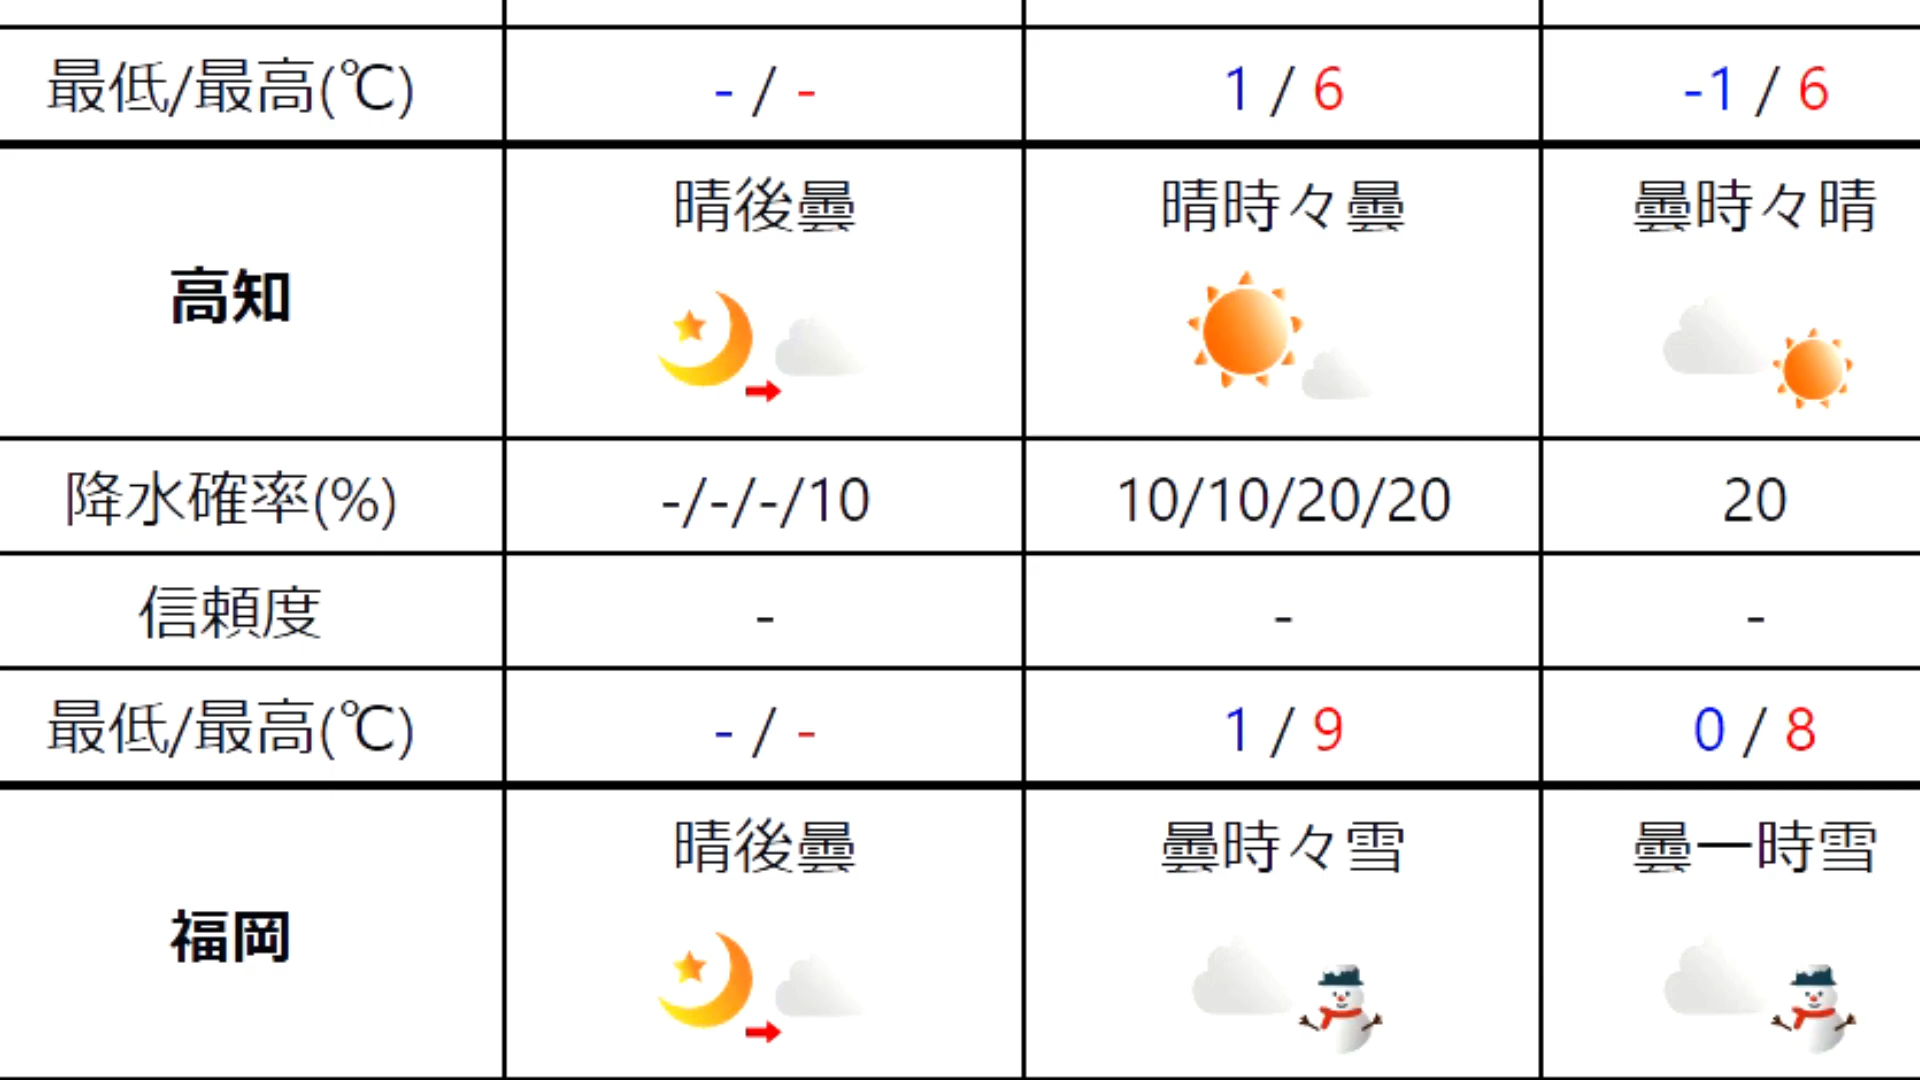 最低/最高(℃) - / - 1 / 6 -1 / 6
高知 晴後曇 晴時々曇 曇時々晴
降水確率(%) -/-/-/10 10/10/20/20 20
信頼度 - - -
最低/最高(℃) - / - 1 / 9 0 / 8
福岡 晴後曇 曇時々雪 曇一時雪